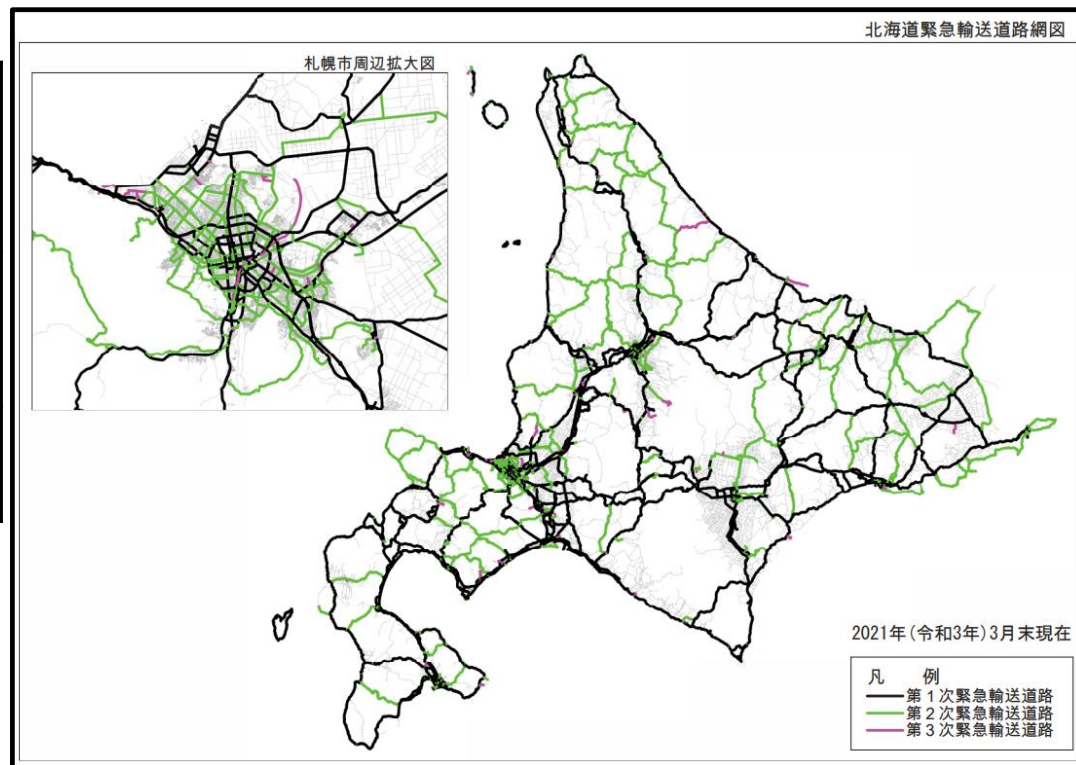 北海道緊急輸送道路網図
札幌市周辺拡大図
2021年(令和3年)3月末現在
凡 例
第1次緊急輸送道路
第2次緊急輸送道路
第3次緊急輸送道路